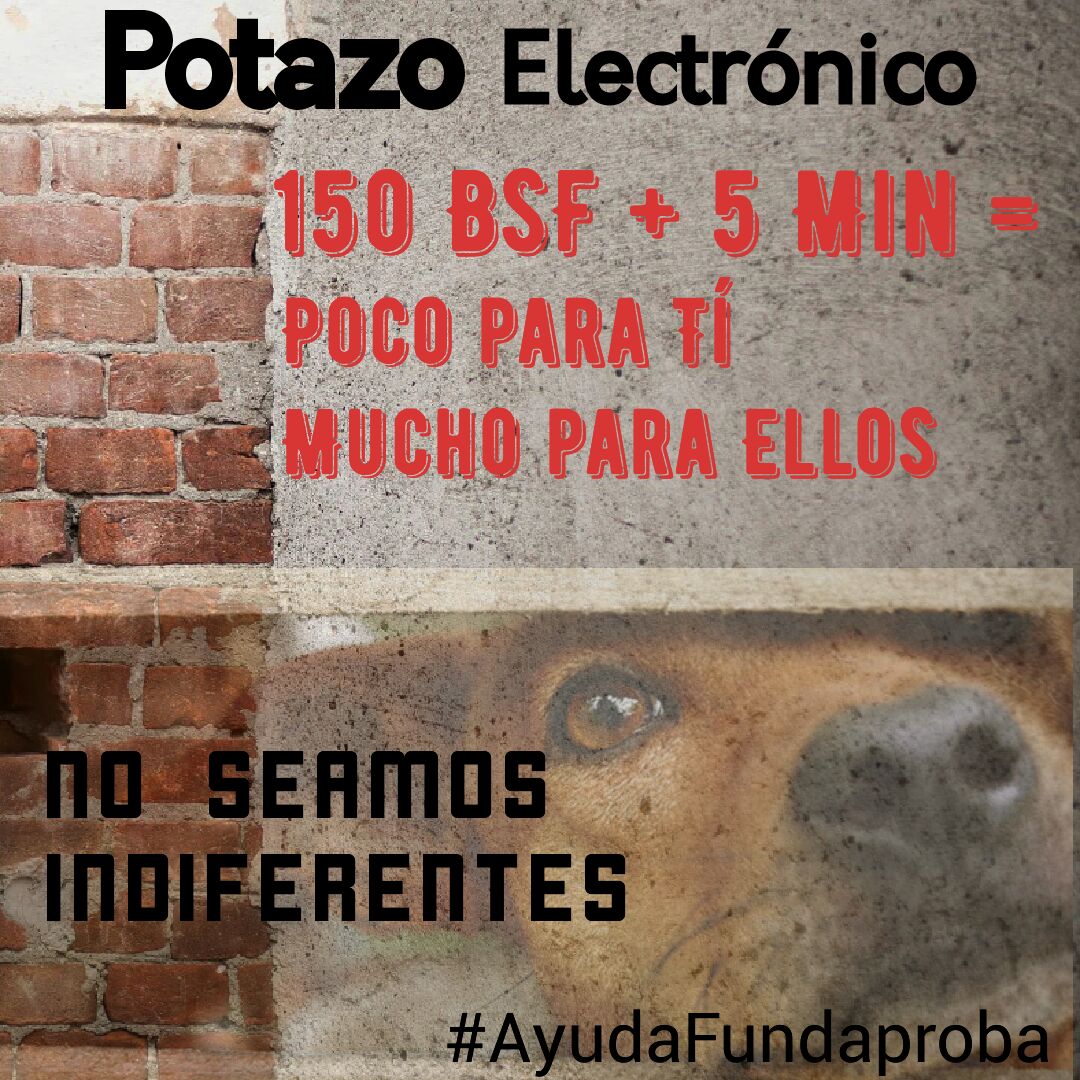 Potazo Electrónico
150 BsF + 5 Min =
Poco para Tí
Mucho para Ellos
NO SEAMOS
INDIFERENTES
#AyudaFundaproba